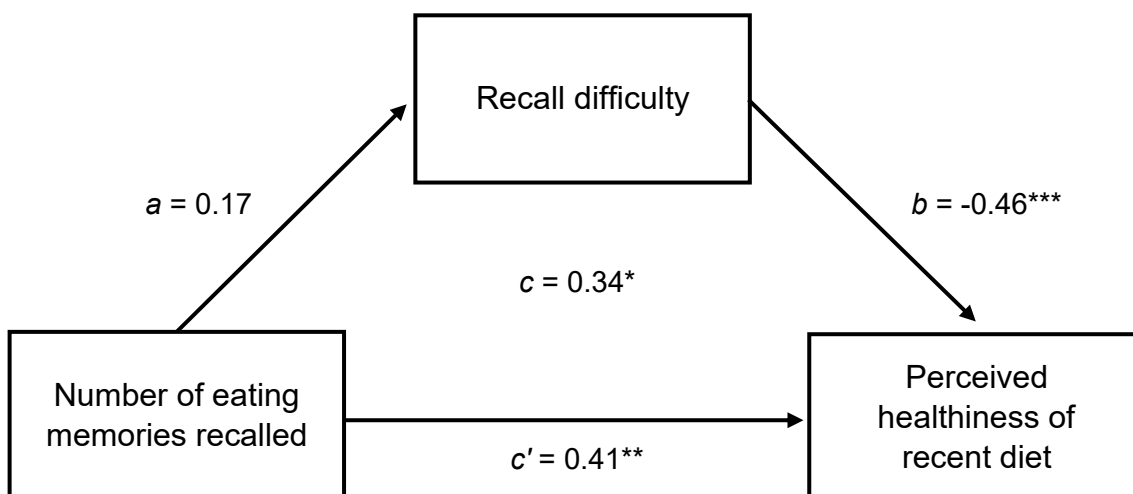 Recall difficulty
a = 0.17
b = -0.46***
c = 0.34*
Number of eating
memories recalled
c' = 0.41**
Perceived
healthiness of
recent diet